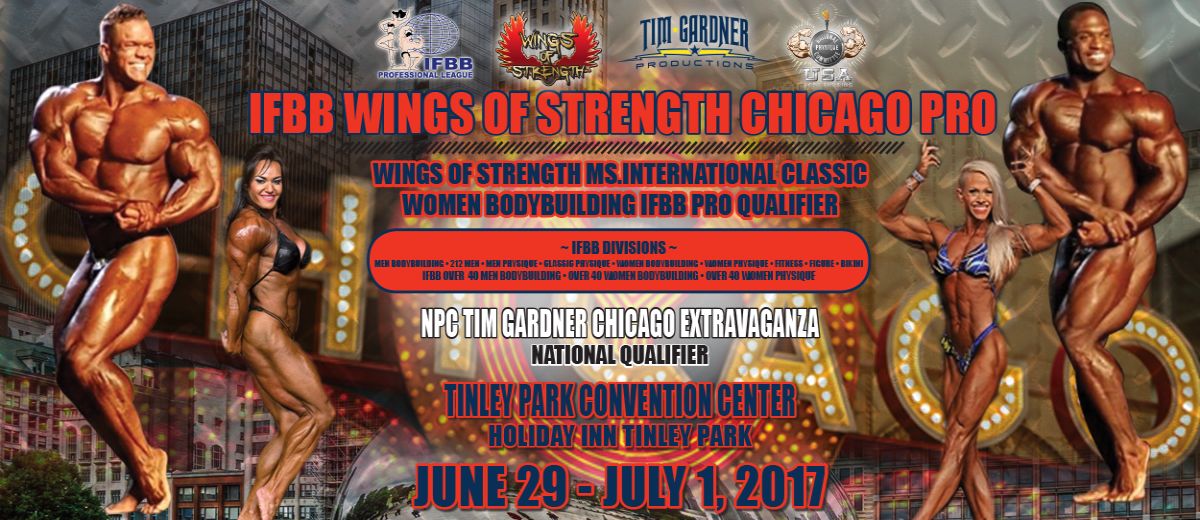 IFBB
PROFESSIONAL LEAGUE
WINGS
OF
STRENGTH
TIM GARDNER
PRODUCTIONS
NATIONAL
PHYSIQUE
COMMITTEE
USA
IFBB WINGS OF STRENGTH CHICAGO PRO
WINGS OF STRENGTH MS.INTERNATIONAL CLASSIC
WOMEN BODYBUILDING IFBB PRO QUALIFIER
~ IFBB DIVISIONS ~
MEN BODYBUILDING • 212 MEN • MEN PHYSIQUE • CLASSIC PHYSIQUE • WOMEN BODYBUILDING • WOMEN PHYSIQUE • FITNESS • FIGURE • BIKINI
IFBB OVER 40 MEN BODYBUILDING • OVER 40 WOMEN BODYBUILDING • OVER 40 WOMEN PHYSIQUE
CHICAGO
NPC TIM GARDNER CHICAGO EXTRAVAGANZA
NATIONAL QUALIFIER
TINLEY PARK CONVENTION CENTER
HOLIDAY INN TINLEY PARK
JUNE 29 - JULY 1, 2017